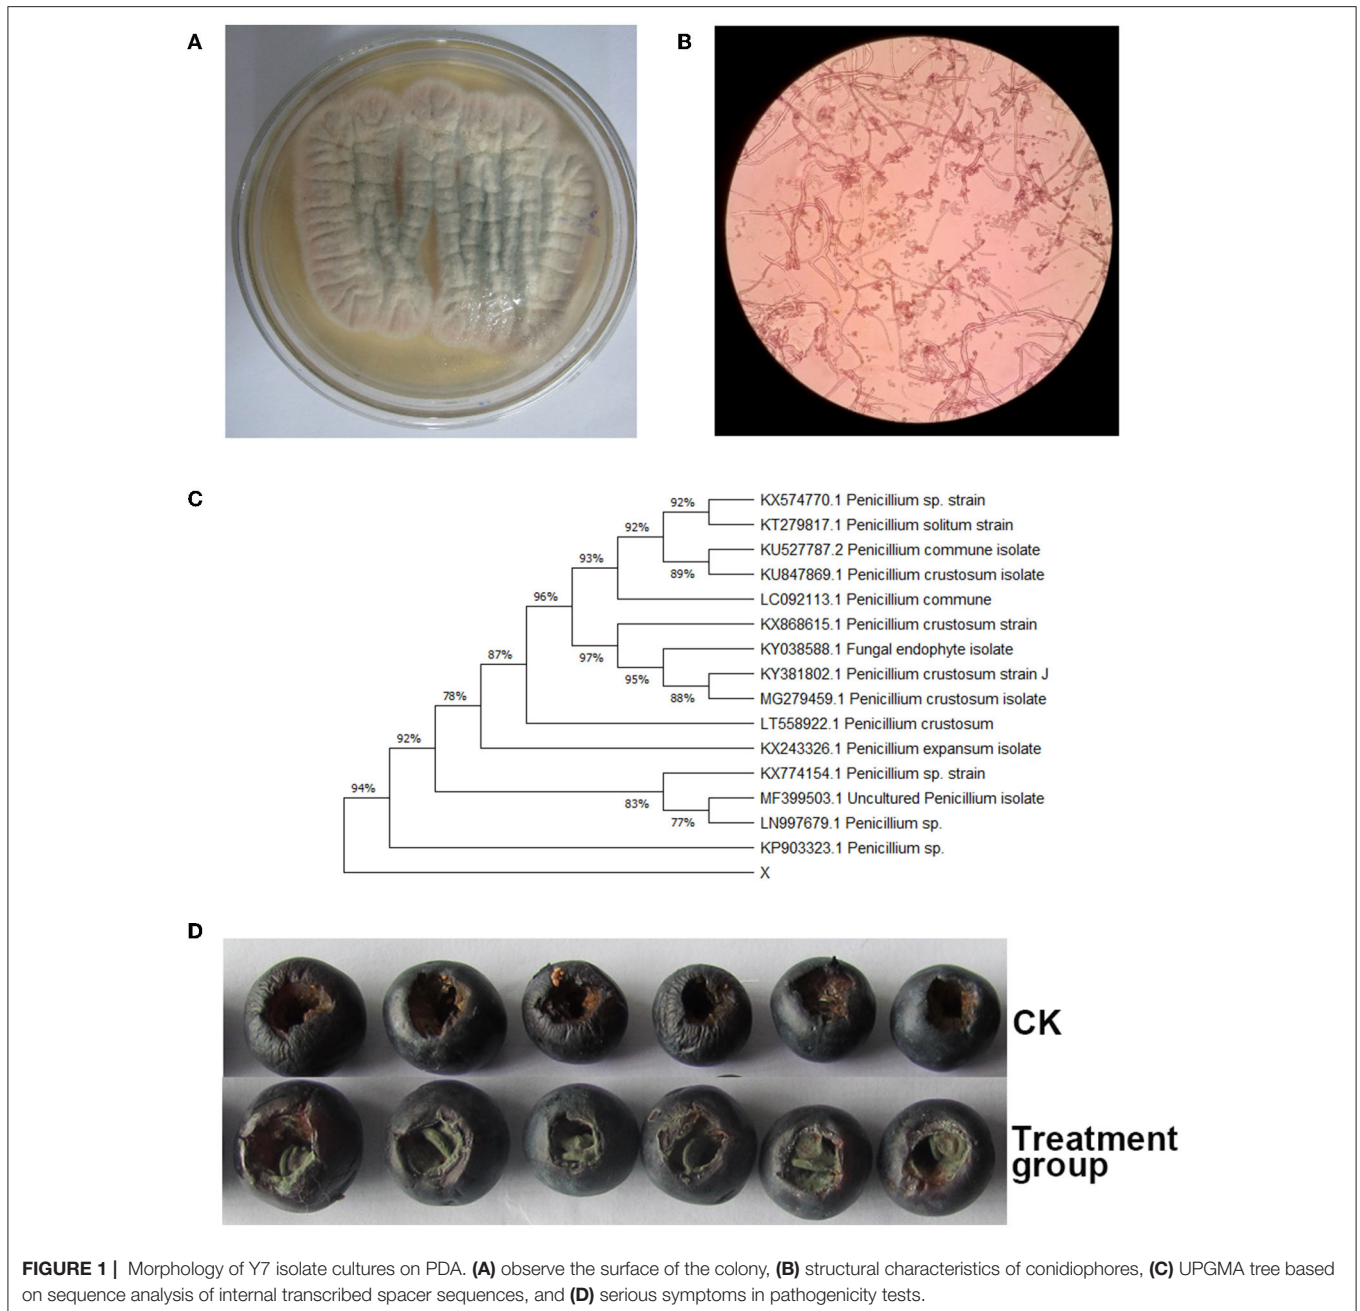 A
B
C
92%
KX574770.1 Penicillium sp. strain
92%
KT279817.1 Penicillium solitum strain
93%
KU527787.2 Penicillium commune isolate
89%
KU847869.1 Penicillium crustosum isolate
96%
LC092113.1 Penicillium commune
KX868615.1 Penicillium crustosum strain
87%
97%
KY038588.1 Fungal endophyte isolate
95%
KY381802.1 Penicillium crustosum strain J
78%
88%
MG279459.1 Penicillium crustosum isolate
LT558922.1 Penicillium crustosum
92%
KX243326.1 Penicillium expansum isolate
KX774154.1 Penicillium sp. strain
94%
83%
MF399503.1 Uncultured Penicillium isolate
77%
LN997679.1 Penicillium sp.
KP903323.1 Penicillium sp.
X
D
CK
Treatment
group
FIGURE 1 | Morphology of Y7 isolate cultures on PDA. (A) observe the surface of the colony, (B) structural characteristics of conidiophores, (C) UPGMA tree based
on sequence analysis of internal transcribed spacer sequences, and (D) serious symptoms in pathogenicity tests.